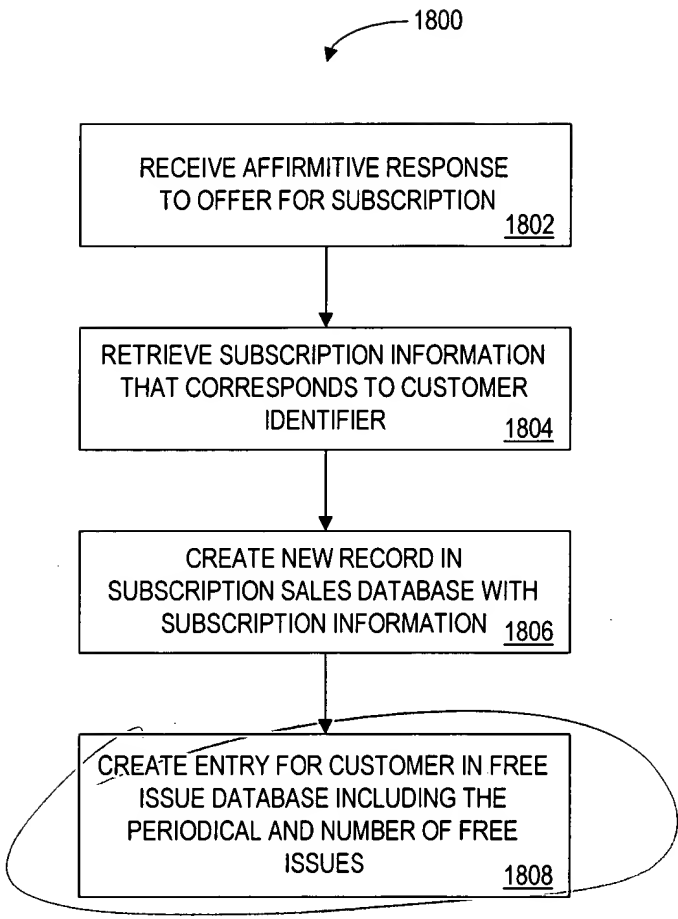 1800
RECEIVE AFFIRMITIVE RESPONSE
TO OFFER FOR SUBSCRIPTION
1802
RETRIEVE SUBSCRIPTION INFORMATION
THAT CORRESPONDS TO CUSTOMER
IDENTIFIER
1804
CREATE NEW RECORD IN
SUBSCRIPTION SALES DATABASE WITH
SUBSCRIPTION INFORMATION
1806
CREATE ENTRY FOR CUSTOMER IN FREE
ISSUE DATABASE INCLUDING THE
PERIODICAL AND NUMBER OF FREE
ISSUES
1808